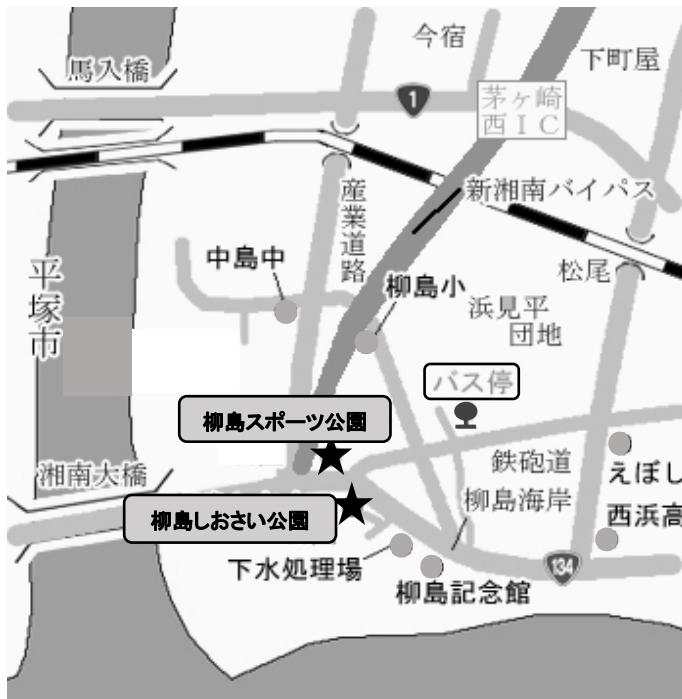 今宿
下町屋
馬入橋
1
茅ヶ崎
西IC
産業道路
新湘南バイパス
平塚市
中島中
柳島小
松尾
浜見平
団地
バス停
柳島スポーツ公園
湘南大橋
鉄砲道
えぼし
柳島しおさい公園
柳島海岸
西浜高
下水処理場
134
柳島記念館